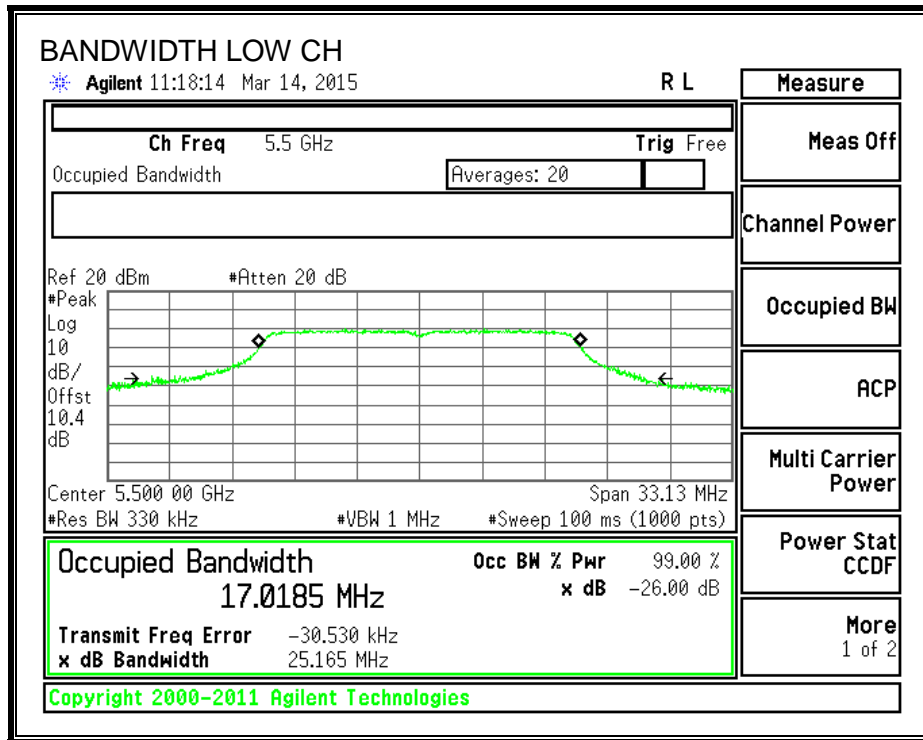 BANDWIDTH LOW CH
Agilent 11:18:14 Mar 14, 2015 R L
Measure
Ch Freq 5.5 GHz Trig Free
Meas Off
Occupied Bandwidth Averages: 20
Channel Power
Ref 20 dBm #Atten 20 dB
#Peak
Log
10
dB/
Offst
10.4
dB
Occupied BW
ACP
Multi Carrier
Power
Center 5.500 00 GHz Span 33.13 MHz
#Res BW 330 kHz #VBW 1 MHz #Sweep 100 ms (1000 pts)
Power Stat
CCDF
Occupied Bandwidth Occ BW % Pwr 99.00 %
17.0185 MHz x dB -26.00 dB
Transmit Freq Error -30.530 kHz
x dB Bandwidth 25.165 MHz
More
1 of 2
Copyright 2000-2011 Agilent Technologies